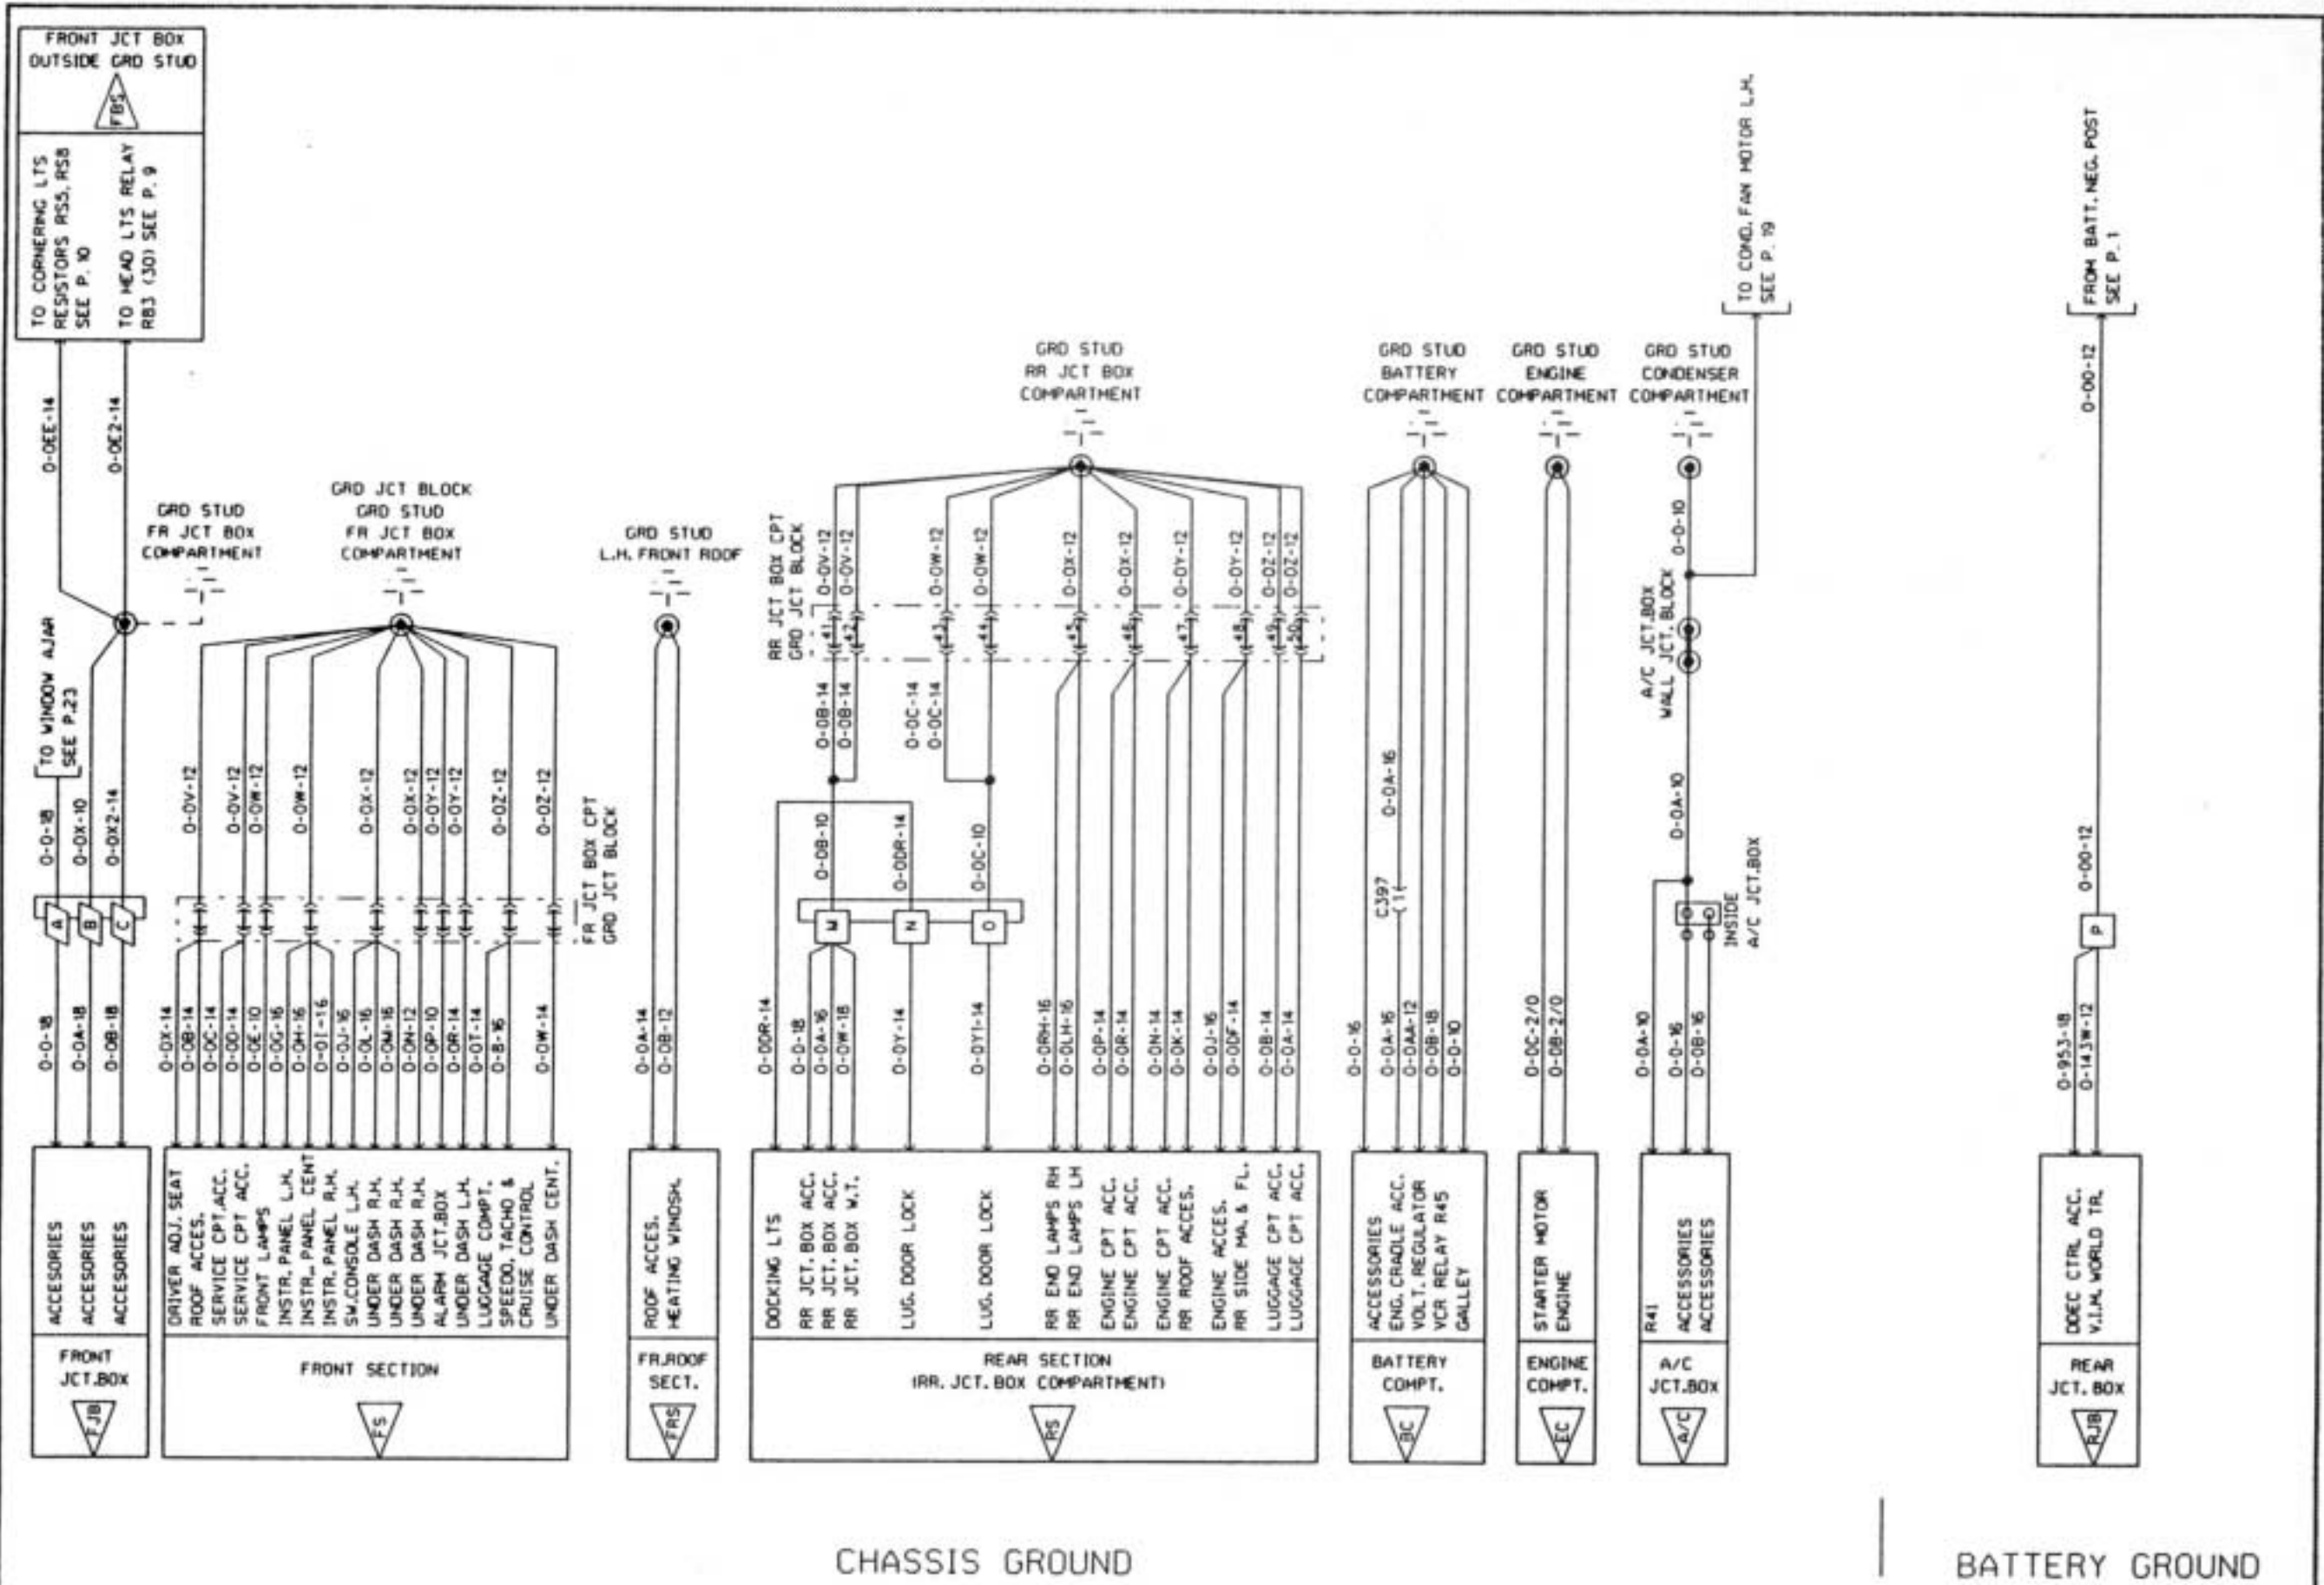 FRONT JCT BOX
OUTSIDE GRD STUD
FBS
TO CORNERING LTS
RESISTORS RS5, RS8
SEE P. 10
TO HEAD LTS RELAY
RB3 (30) SEE P. 9
0-0EE-14
0-0E2-14
GRD STUD
FR JCT BOX
COMPARTMENT
GRD JCT BLOCK
GRD STUD
FR JCT BOX
COMPARTMENT
GRD STUD
L.H. FRONT ROOF
GRD STUD
RR JCT BOX
COMPARTMENT
GRD STUD
BATTERY
COMPARTMENT
GRD STUD
ENGINE
COMPARTMENT
GRD STUD
CONDENSER
COMPARTMENT
TO COND. FAN MOTOR L.H.
SEE P. 19
FROM BATT. NEG. POST
SEE P. 1
0-00-12
TO WINDOW AJAR
SEE P.23
0-0-18
0-0X-10
0-0X2-14
A
B
C
0-0-18
0-0A-18
0-0B-18
ACCESORIES
ACCESORIES
ACCESORIES
FRONT
JCT.BOX
FJB
0-0V-12
0-0V-12
0-0W-12
0-0W-12
0-0X-12
0-0X-12
0-0Y-12
0-0Y-12
0-0Z-12
0-0Z-12
FR JCT BOX CPT
GRD JCT BLOCK
0-0X-14
0-0B-14
0-0C-14
0-0D-14
0-0E-10
0-0G-16
0-0H-16
0-0I-16
0-0J-16
0-0L-16
0-0M-16
0-0N-12
0-0P-10
0-0R-14
0-0T-14
0-B-16
0-0W-14
DRIVER ADJ. SEAT
ROOF ACCES.
SERVICE CPT.ACC.
SERVICE CPT ACC.
FRONT LAMPS
INSTR. PANEL L.H.
INSTR. PANEL CENT
INSTR. PANEL R.H.
SW.CONSOLE L.H.
UNDER DASH R.H.
UNDER DASH R.H.
UNDER DASH R.H.
ALARM JCT.BOX
UNDER DASH L.H.
LUGGAGE COMPT.
SPEEDO, TACHO &
CRUISE CONTROL
UNDER DASH CENT.
FRONT SECTION
FS
0-0A-14
0-0B-12
ROOF ACCES.
HEATING WINDSH.
FR.ROOF
SECT.
FRS
RR JCT BOX CPT
GRD JCT BLOCK
0-0V-12
0-0V-12
0-0W-12
0-0W-12
0-0X-12
0-0X-12
0-0Y-12
0-0Y-12
0-0Z-12
0-0Z-12
41
42
43
44
45
46
47
48
49
50
0-0B-14
0-0B-14
0-0C-14
0-0C-14
0-0B-10
0-0DR-14
0-0C-10
M
N
O
0-0DR-14
0-0-18
0-0A-16
0-0W-18
0-0Y-14
0-0Y1-14
0-0RH-16
0-0LH-16
0-0P-14
0-0R-14
0-0N-14
0-0K-14
0-0J-16
0-0DF-14
0-0B-14
0-0A-14
DOCKING LTS
RR JCT. BOX ACC.
RR JCT. BOX ACC.
RR JCT. BOX W.T.
LUG. DOOR LOCK
LUG. DOOR LOCK
RR END LAMPS RH
RR END LAMPS LH
ENGINE CPT ACC.
ENGINE CPT ACC.
ENGINE CPT ACC.
RR ROOF ACCES.
ENGINE ACCES.
RR SIDE MA. & FL.
LUGGAGE CPT ACC.
LUGGAGE CPT ACC.
REAR SECTION
(RR. JCT. BOX COMPARTMENT)
RS
0-0A-16
C397
1
0-0-16
0-0A-16
0-0AA-12
0-0B-18
0-0-10
ACCESSORIES
ENG. CRADLE ACC.
VOLT. REGULATOR
VCR RELAY R45
GALLEY
BATTERY
COMPT.
BC
0-0C-2/0
0-0B-2/0
STARTER MOTOR
ENGINE
ENGINE
COMPT.
EC
0-0-10
A/C JCT.BOX
WALL JCT. BLOCK
0-0A-10
INSIDE
A/C JCT.BOX
0-0A-10
0-0-16
0-0B-16
R41
ACCESSORIES
ACCESSORIES
A/C
JCT.BOX
A/C
0-00-12
P
0-953-18
0-143W-12
DDEC CTRL ACC.
V.I.M. WORLD TR.
REAR
JCT. BOX
RJB
CHASSIS GROUND
BATTERY GROUND